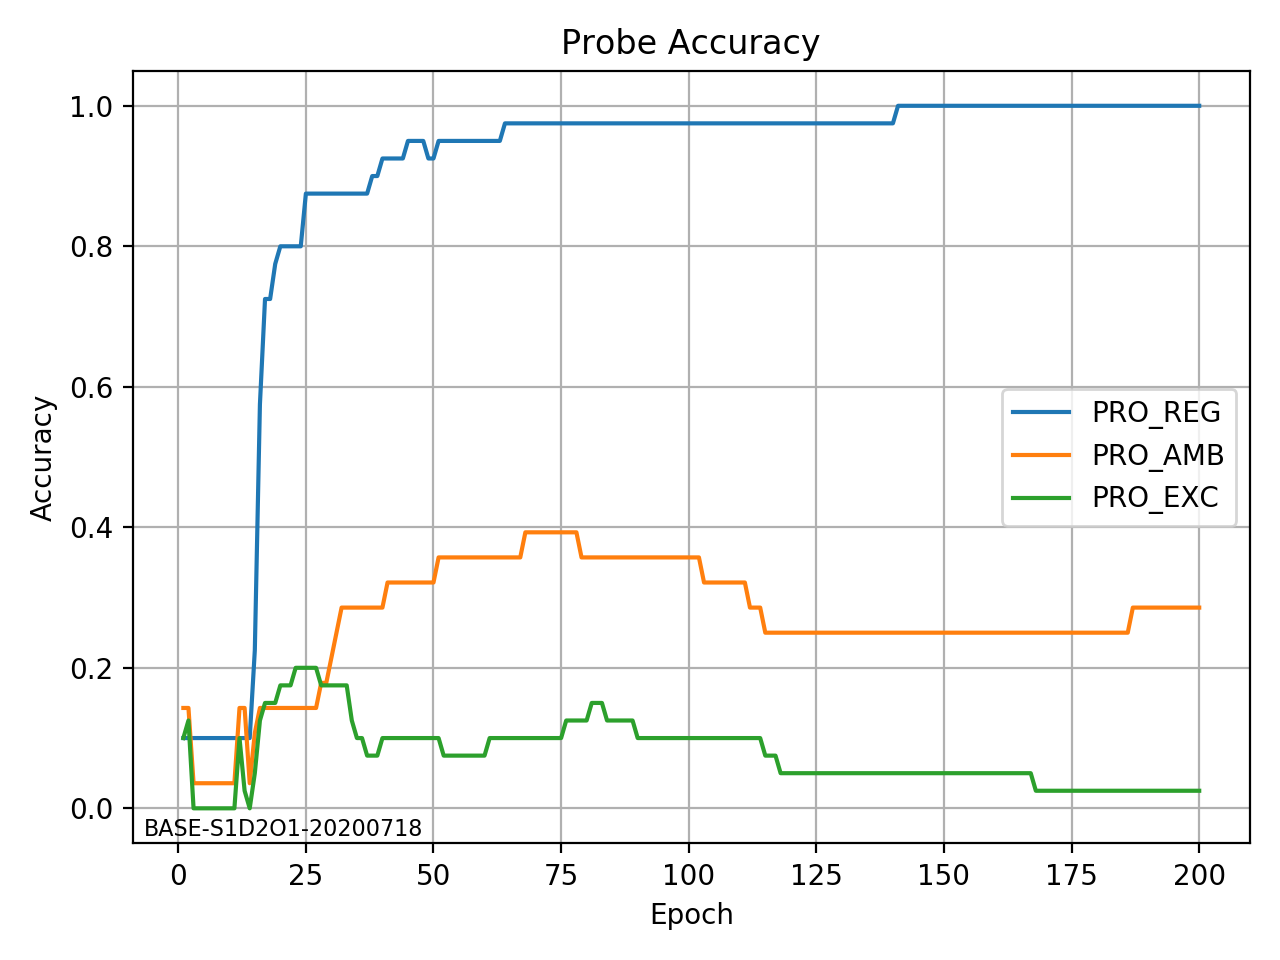 Probe Accuracy
1.0
0.8
0.6
0.4
0.2
0.0
Accuracy
PRO_REG
PRO_AMB
PRO_EXC
BASE-S1D2O1-20200718
0 25 50 75 100 125 150 175 200
Epoch